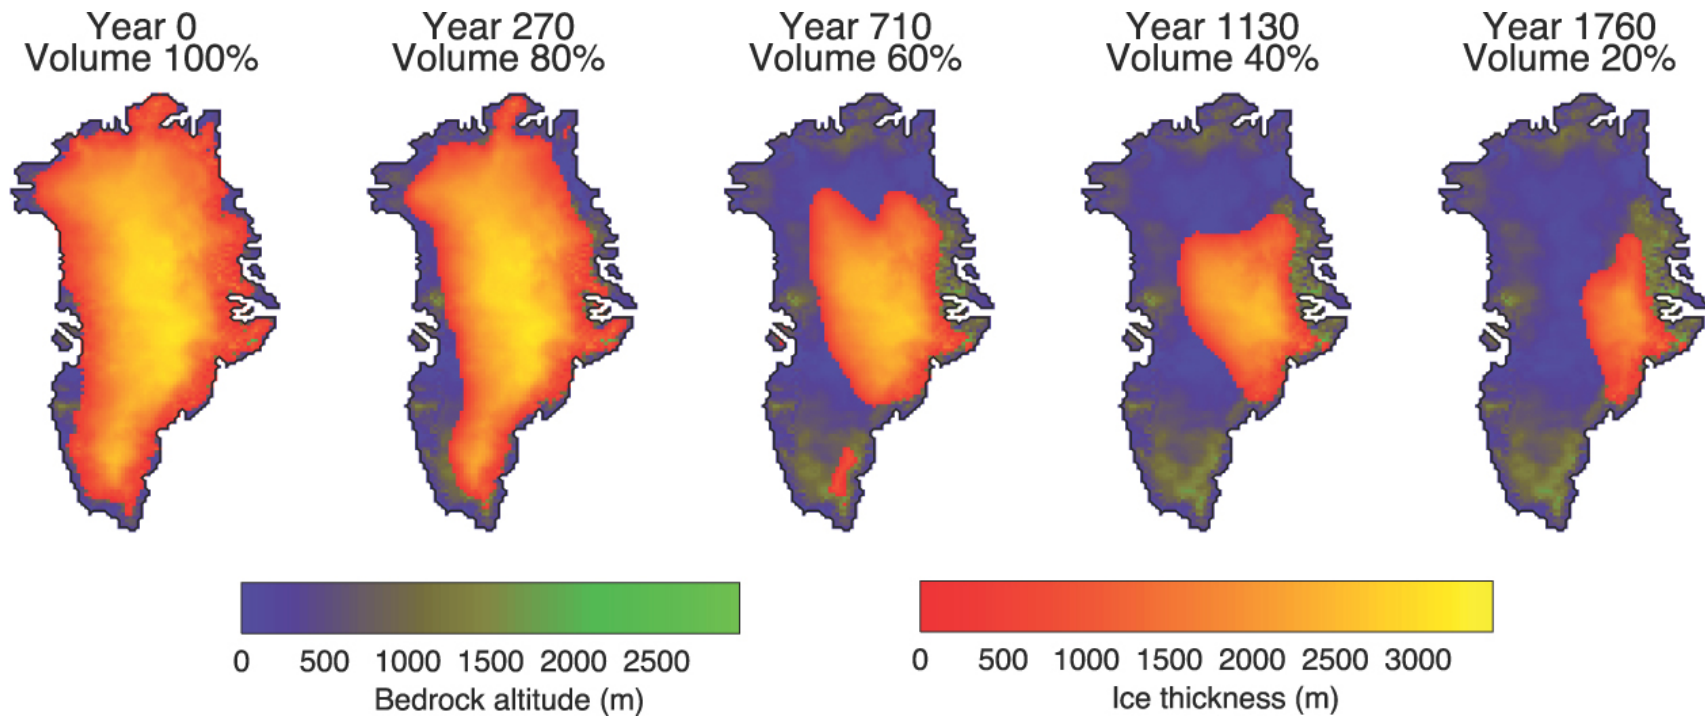 Year 0
Volume 100%
Year 270
Volume 80%
Year 710
Volume 60%
Year 1130
Volume 40%
Year 1760
Volume 20%
0 500 1000 1500 2000 2500
Bedrock altitude (m)
0 500 1000 1500 2000 2500 3000
Ice thickness (m)